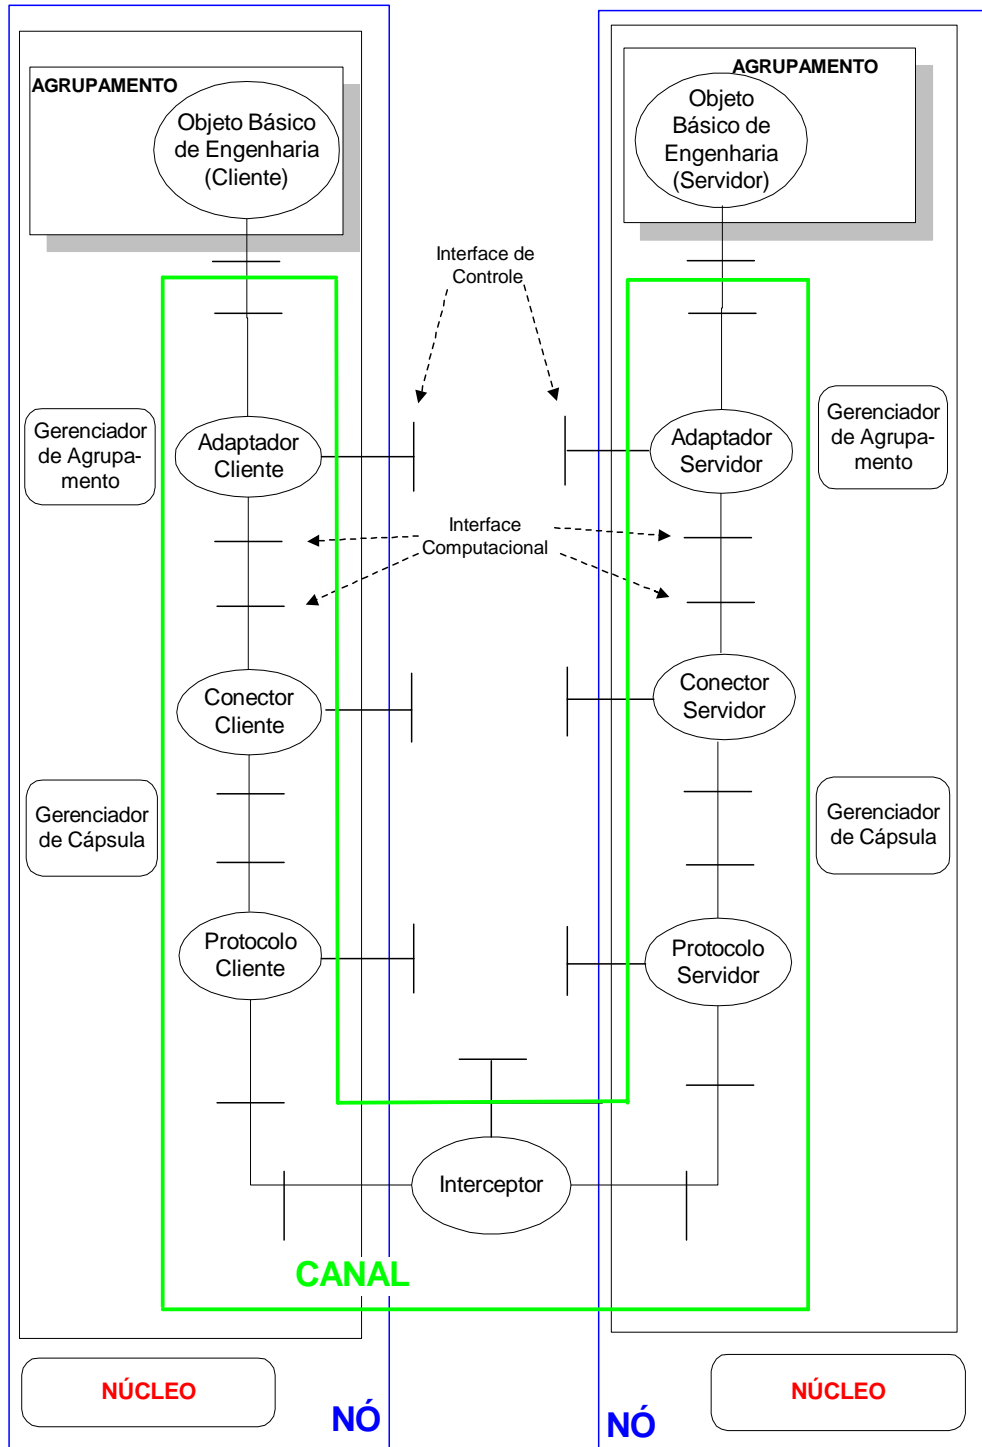 AGRUPAMENTO
Objeto Básico
de Engenharia
(Cliente)
AGRUPAMENTO
Objeto
Básico de
Engenharia
(Servidor)
Interface de
Controle
Gerenciador
de Agrupa-
mento
Adaptador
Cliente
Adaptador
Servidor
Gerenciador
de Agrupa-
mento
Interface
Computacional
Conector
Cliente
Conector
Servidor
Gerenciador
de Cápsula
Gerenciador
de Cápsula
Protocolo
Cliente
Protocolo
Servidor
Interceptor
CANAL
NÚCLEO
NÓ
NÓ
NÚCLEO